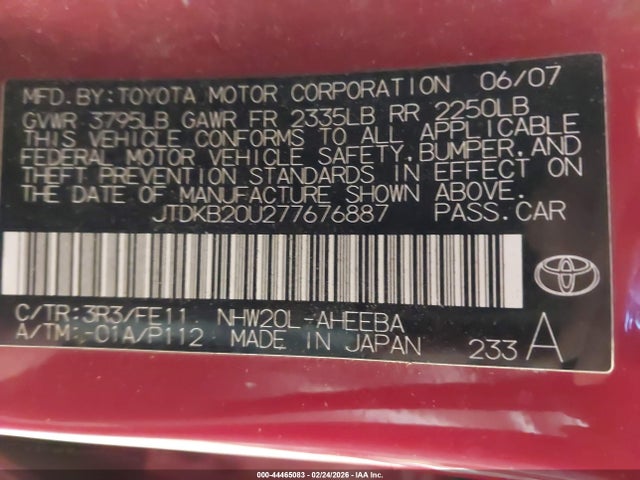 MFD.BY:TOYOTA MOTOR CORPORATION 06/07
GVWR 3795LB GAWR FR 2335LB RR 2250LB
THIS VEHICLE CONFORMS TO ALL APPLICABLE
FEDERAL MOTOR VEHICLE SAFETY,BUMPER,AND
THEFT PREVENTION STANDARDS IN EFFECT ON
THE DATE OF MANUFACTURE SHOWN ABOVE.
JTDKB20U277676887 PASS.CAR
C/TR:3R3/FE11 NHW20L-AHEEBA
A/TM:-01A/P112 MADE IN JAPAN 233 A
000-44465083 - 02/24/2026 - IAA Inc.